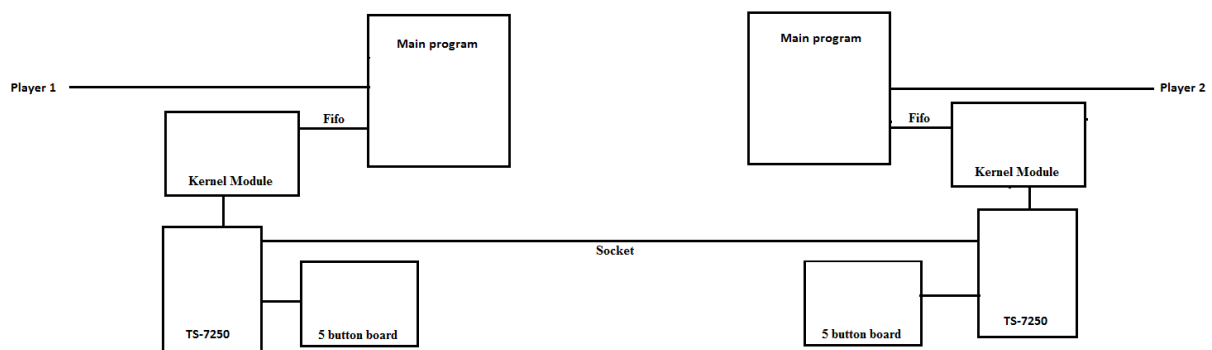 Main program
Main program
Player 1
Player 2
Fifo
Fifo
Kernel Module
Kernel Module
Socket
TS-7250
5 button board
5 button board
TS-7250